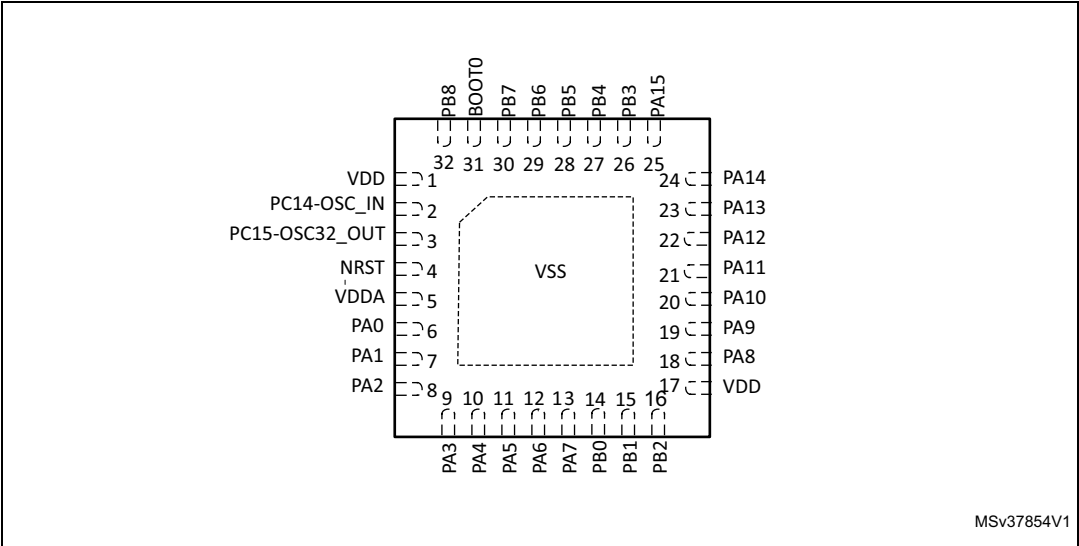 PB8
BOOT0
PB7
PB6
PB5
PB4
PB3
PA15
32 31 30 29 28 27 26 25
VDD 1
PC14-OSC_IN 2
PC15-OSC32_OUT 3
NRST 4
VDDA 5
PA0 6
PA1 7
PA2 8
VSS
24 PA14
23 PA13
22 PA12
21 PA11
20 PA10
19 PA9
18 PA8
17 VDD
9 10 11 12 13 14 15 16
PA3
PA4
PA5
PA6
PA7
PB0
PB1
PB2
MSv37854V1